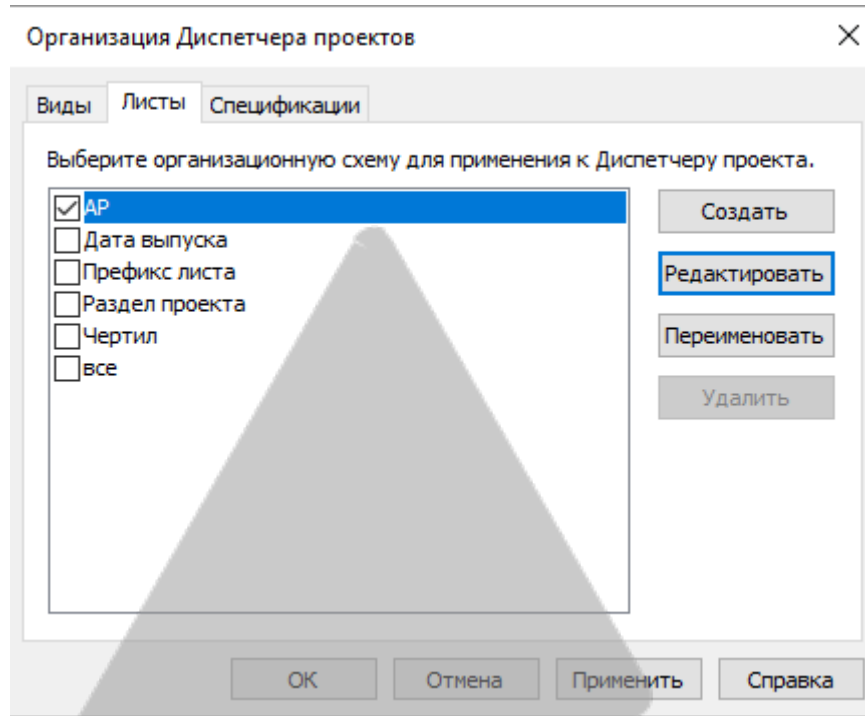 Организация Диспетчера проектов
Виды Листы Спецификации
Выберите организационную схему для применения к Диспетчеру проекта.
АР
Создать
Дата выпуска
Префикс листа
Редактировать
Раздел проекта
Чертил
Переименовать
все
Удалить
ОК Отмена Применить Справка